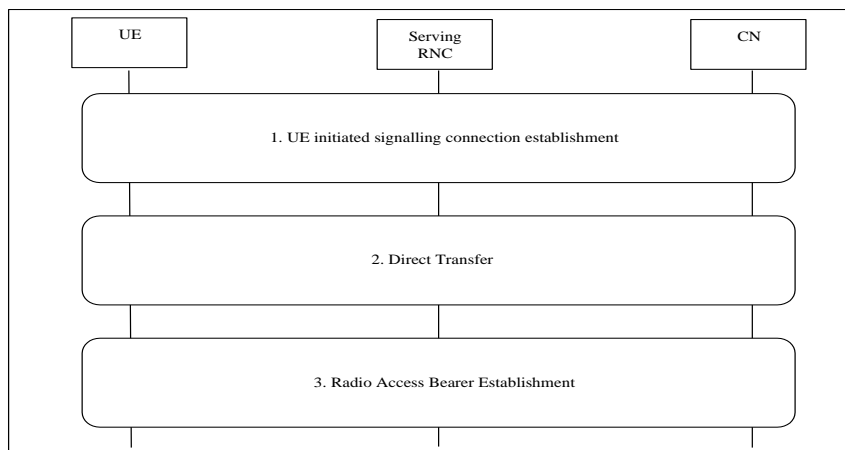 UE
Serving
RNC
CN
1. UE initiated signalling connection establishment
2. Direct Transfer
3. Radio Access Bearer Establishment